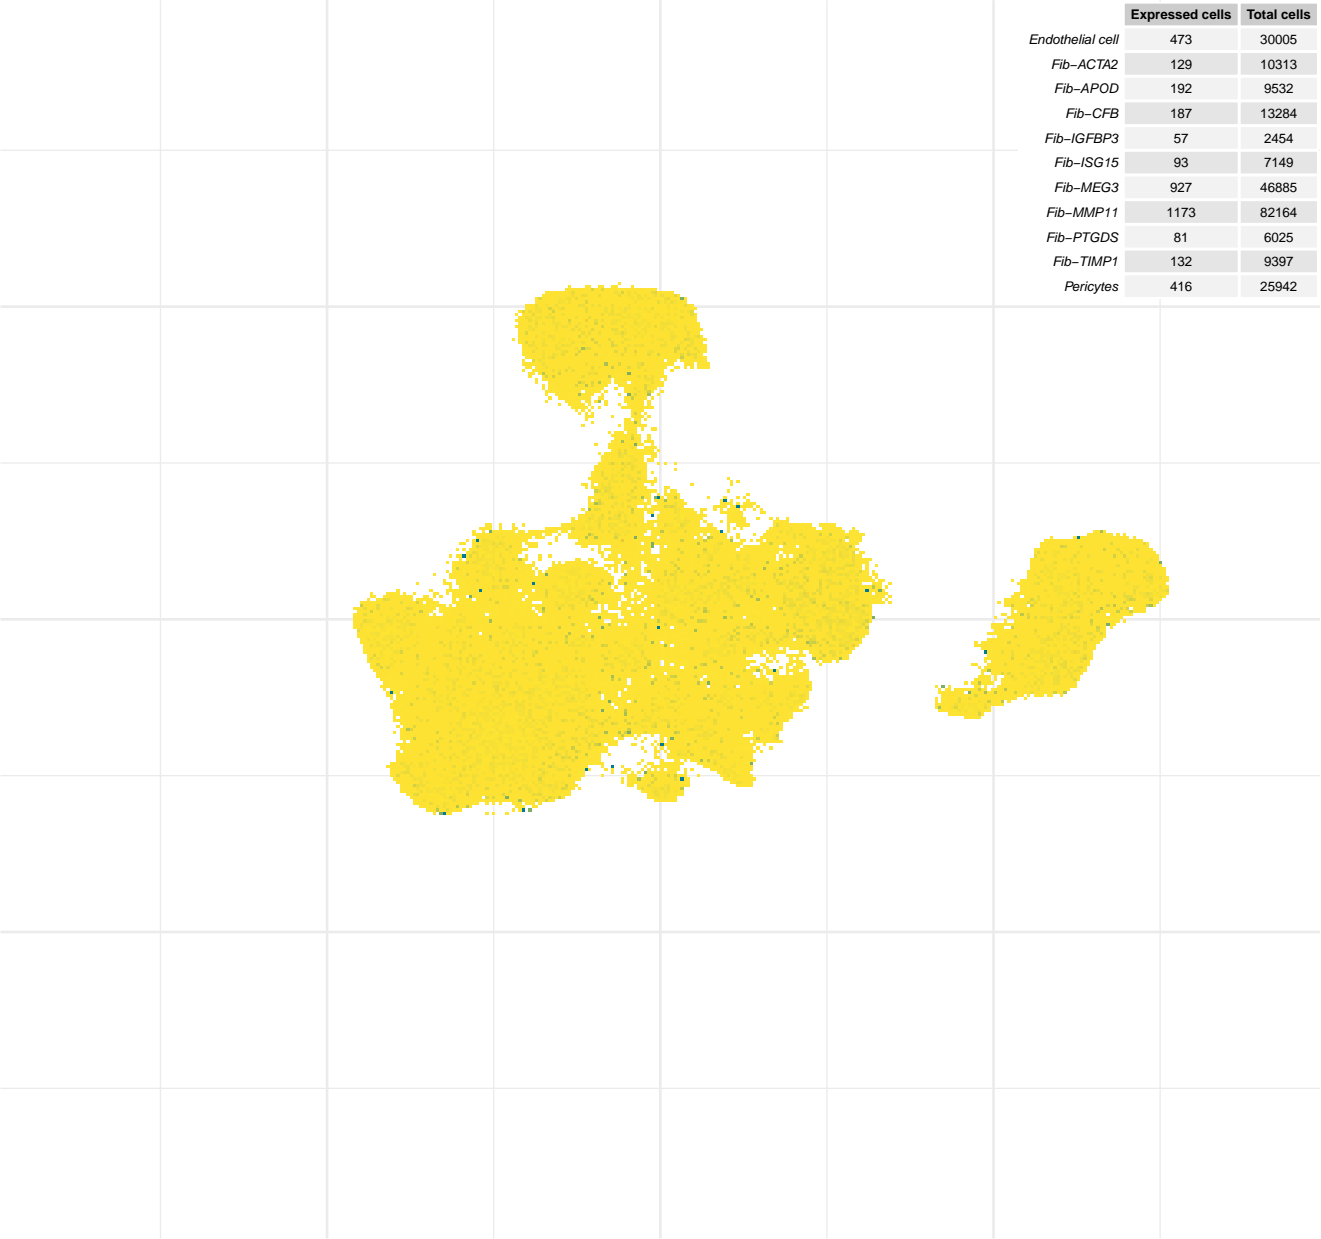 Expressed cells Total cells
Endothelial cell 473 30005
Fib−ACTA2 129 10313
Fib−APOD 192 9532
Fib−CFB 187 13284
Fib−IGFBP3 57 2454
Fib−ISG15 93 7149
Fib−MEG3 927 46885
Fib−MMP11 1173 82164
Fib−PTGDS 81 6025
Fib−TIMP1 132 9397
Pericytes 416 25942